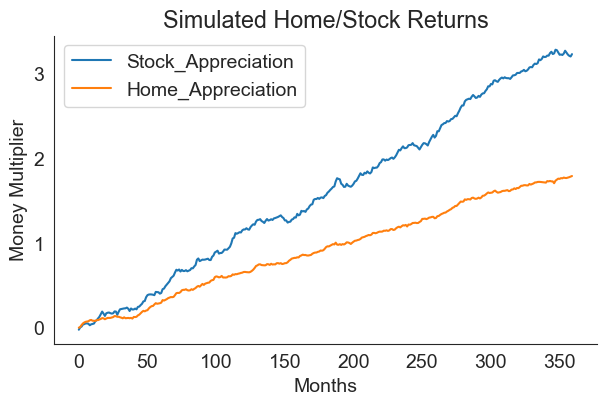 Simulated Home/Stock Returns
Stock_Appreciation
Home_Appreciation
Money Multiplier
3
2
1
0
0 50 100 150 200 250 300 350
Months